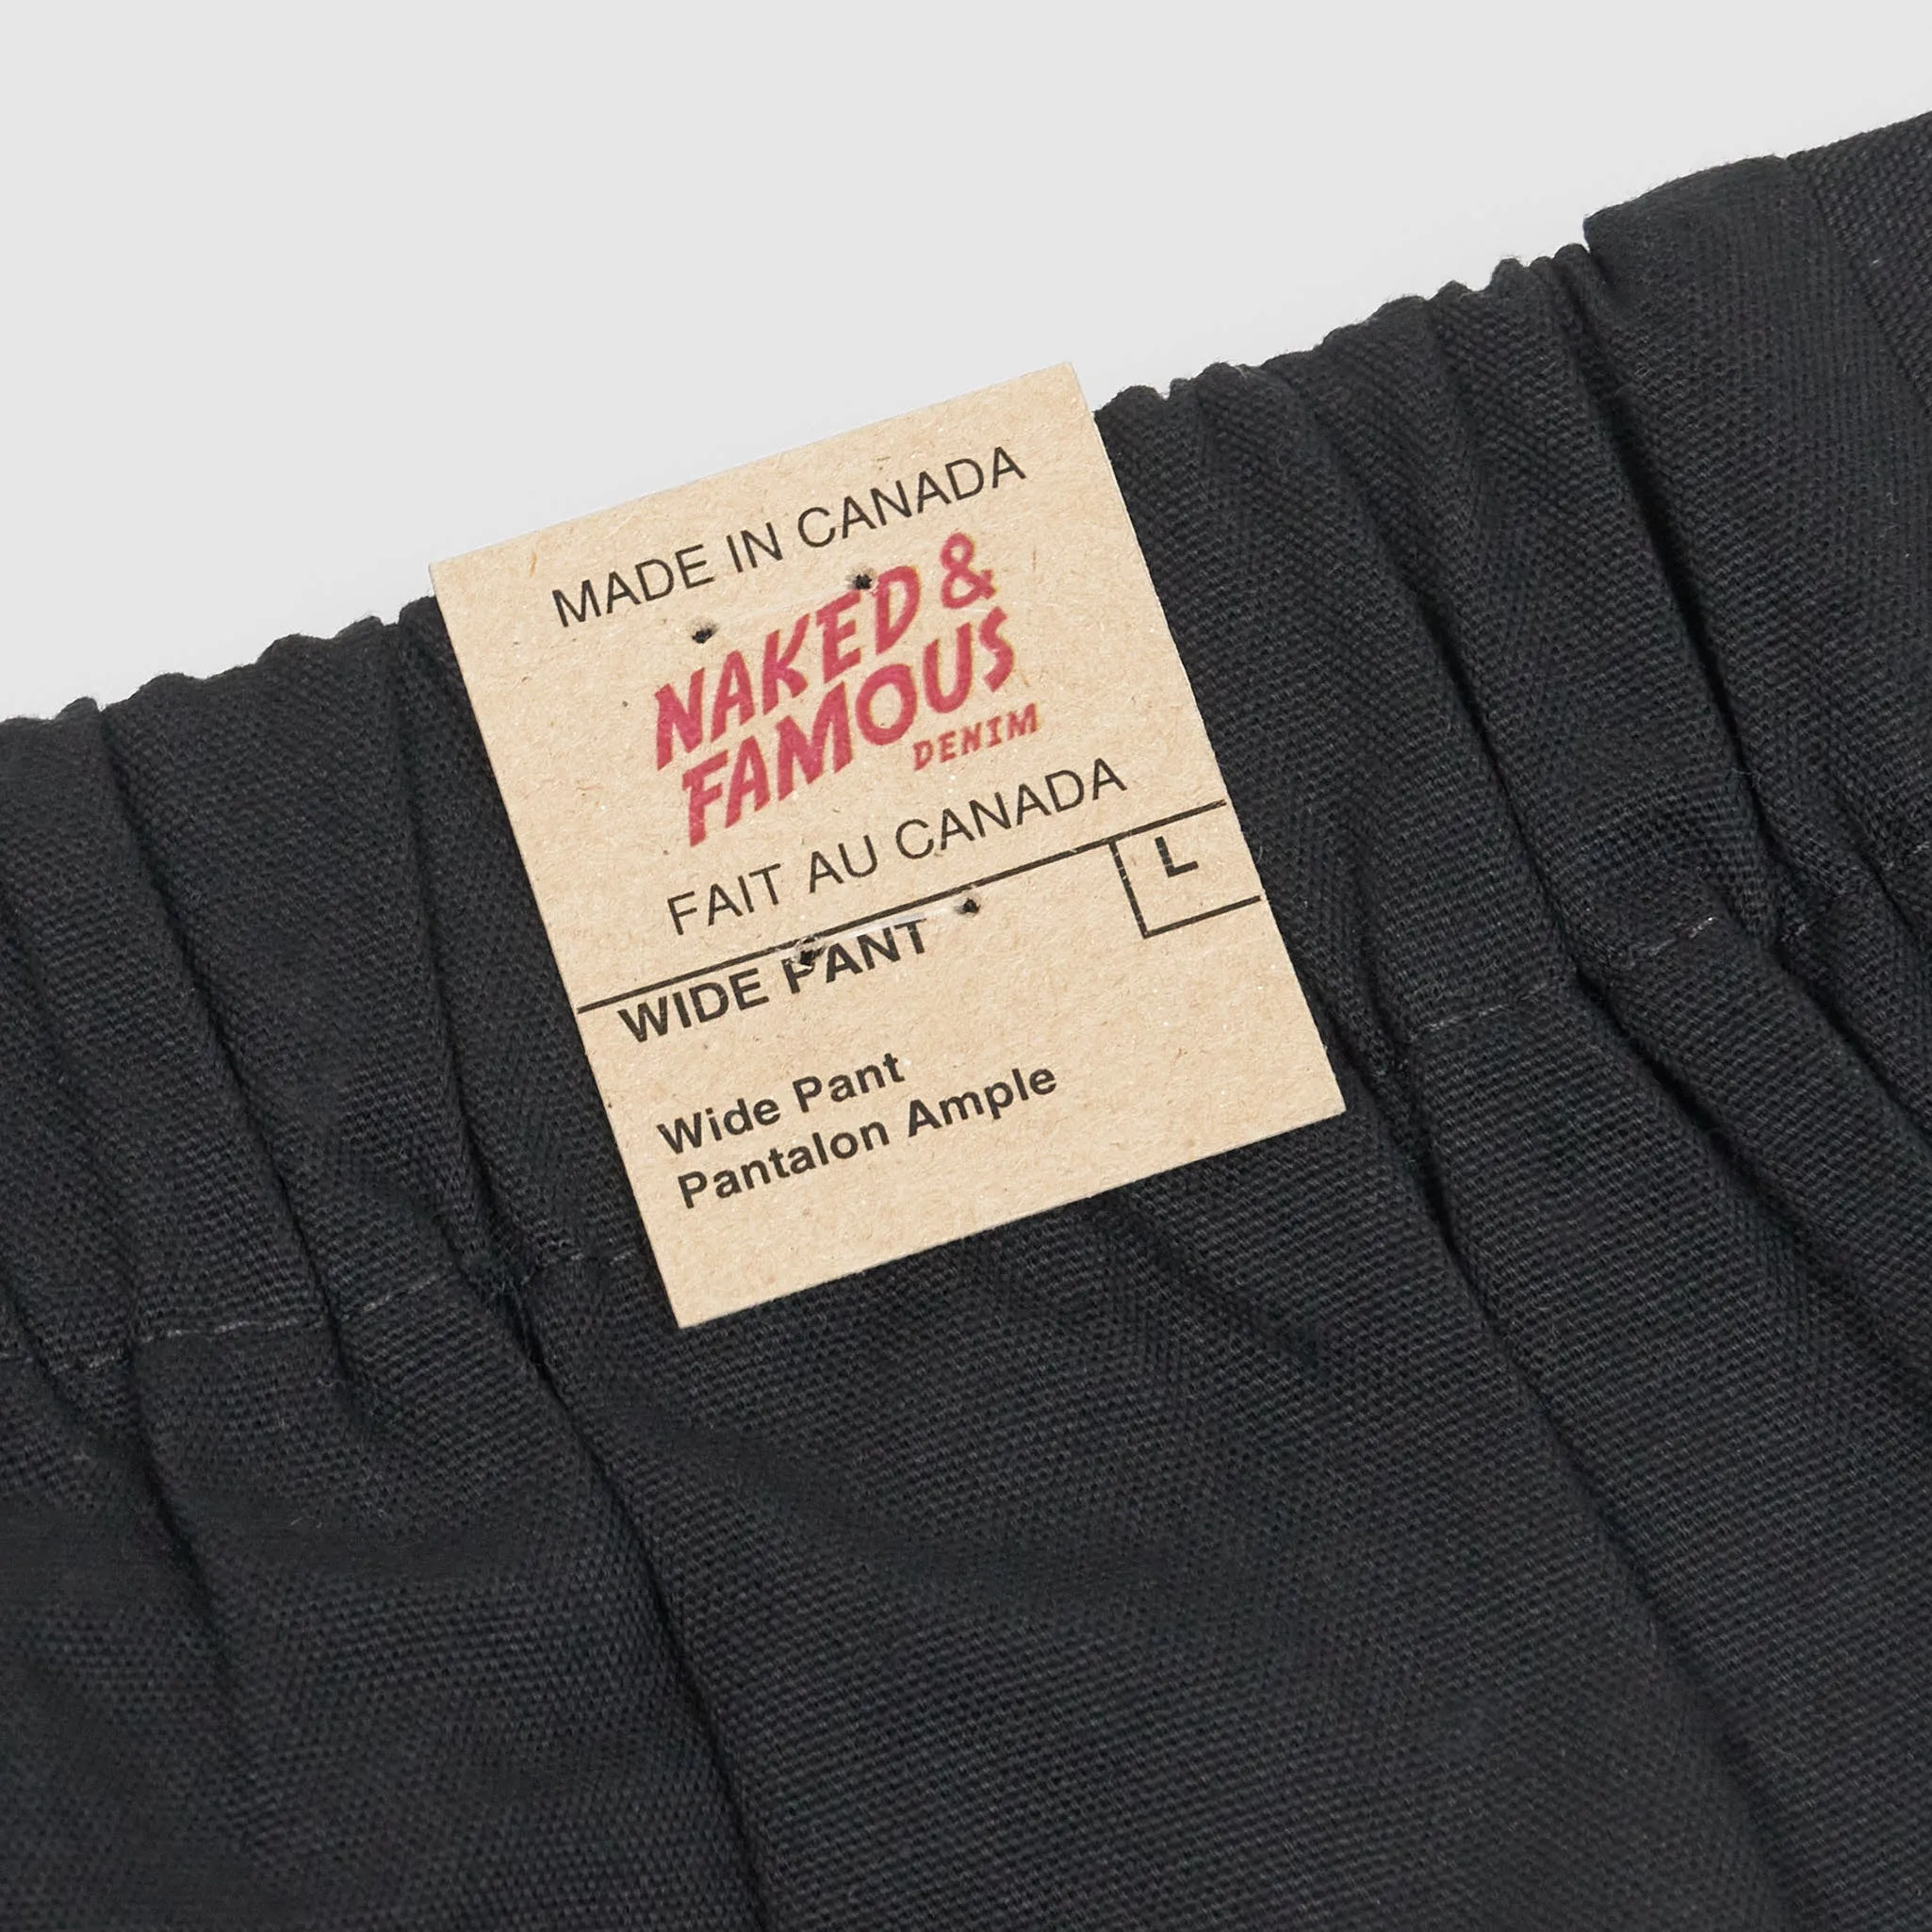 MADE IN CANADA
NAKED &
FAMOUS
DENIM
FAIT AU CANADA
L
WIDE PANT
Wide Pant
Pantalon Ample